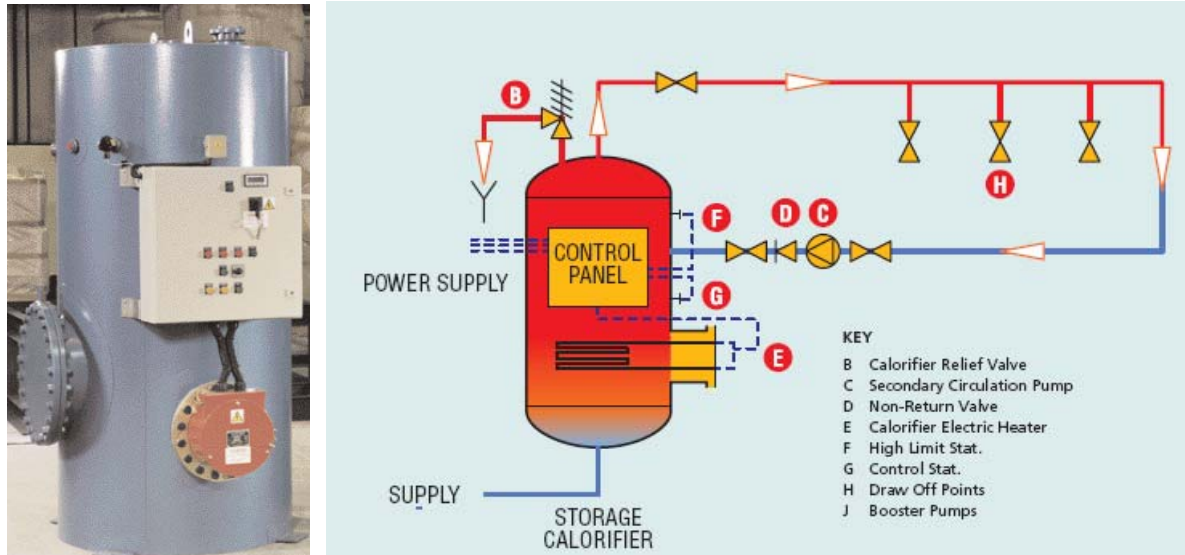 B
F
D
C
H
CONTROL
PANEL
POWER SUPPLY
G
E
SUPPLY
STORAGE
CALORIFIER
KEY
B Calorifier Relief Valve
C Secondary Circulation Pump
D Non-Return Valve
E Calorifier Electric Heater
F High Limit Stat.
G Control Stat.
H Draw Off Points
J Booster Pumps